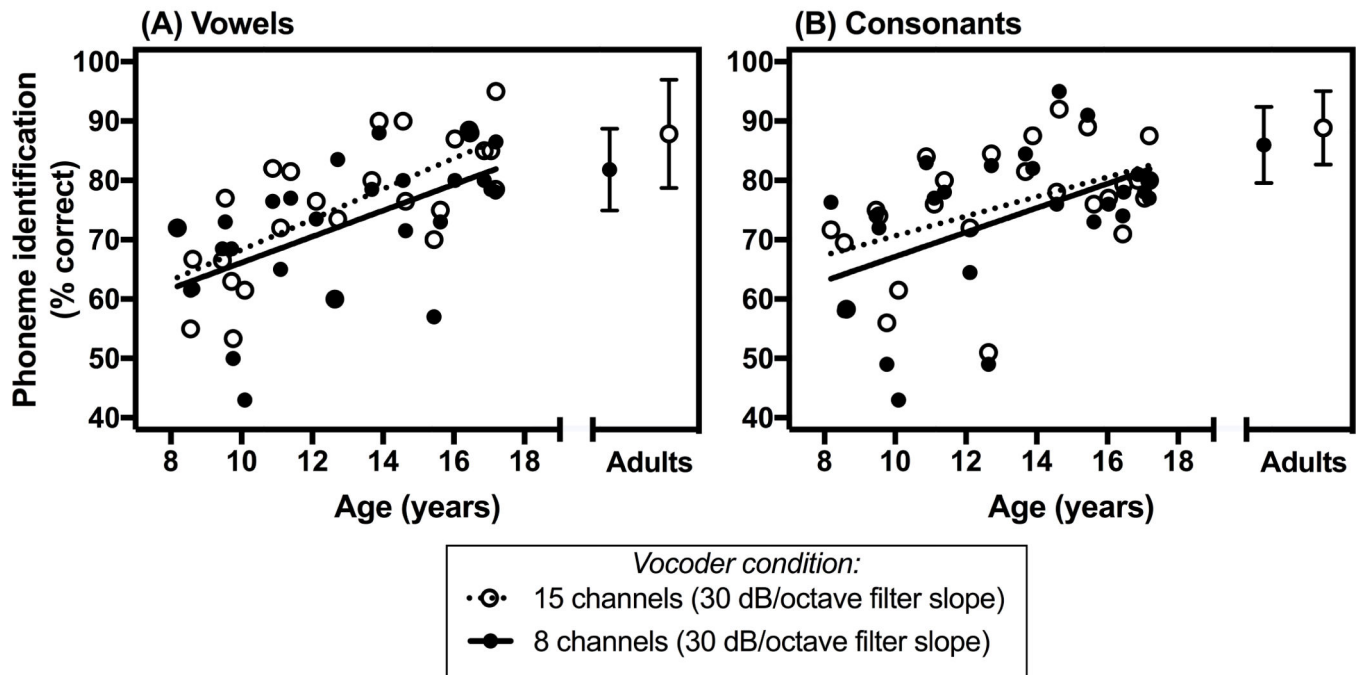 (A) Vowels
(B) Consonants
Phoneme identification
(% correct)
100
90
80
70
60
50
40
8 10 12 14 16 18
Adults
Age (years)
100
90
80
70
60
50
40
8 10 12 14 16 18
Adults
Age (years)
Vocoder condition:
15 channels (30 dB/octave filter slope)
8 channels (30 dB/octave filter slope)